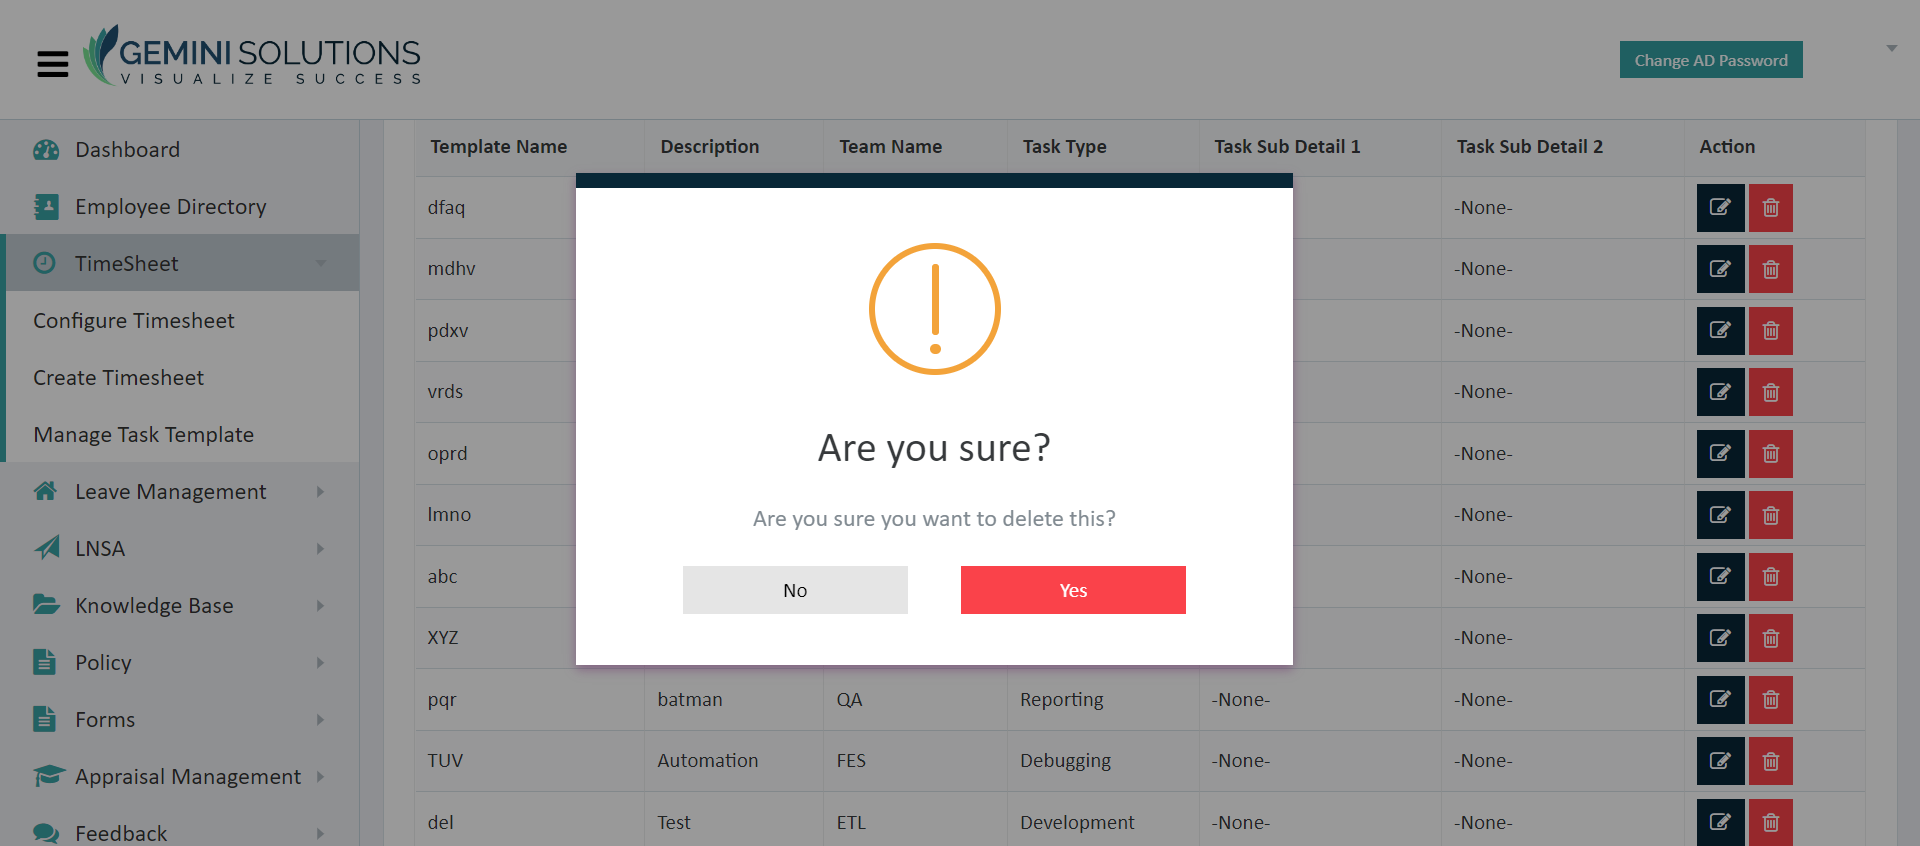 GEMINI SOLUTIONS
VISUALIZE SUCCESS
Change AD Password
Dashboard
Employee Directory
TimeSheet
Configure Timesheet
Create Timesheet
Manage Task Template
Leave Management
LNSA
Knowledge Base
Policy
Forms
Appraisal Management
Feedback
Template Name Description Team Name Task Type Task Sub Detail 1 Task Sub Detail 2 Action
dfaq -None-
mdhv -None-
pdxv -None-
vrds -None-
oprd -None-
lmno -None-
abc -None-
XYZ -None-
pqr batman QA Reporting -None- -None-
TUV Automation FES Debugging -None- -None-
del Test ETL Development -None- -None-
Are you sure?
Are you sure you want to delete this?
No Yes